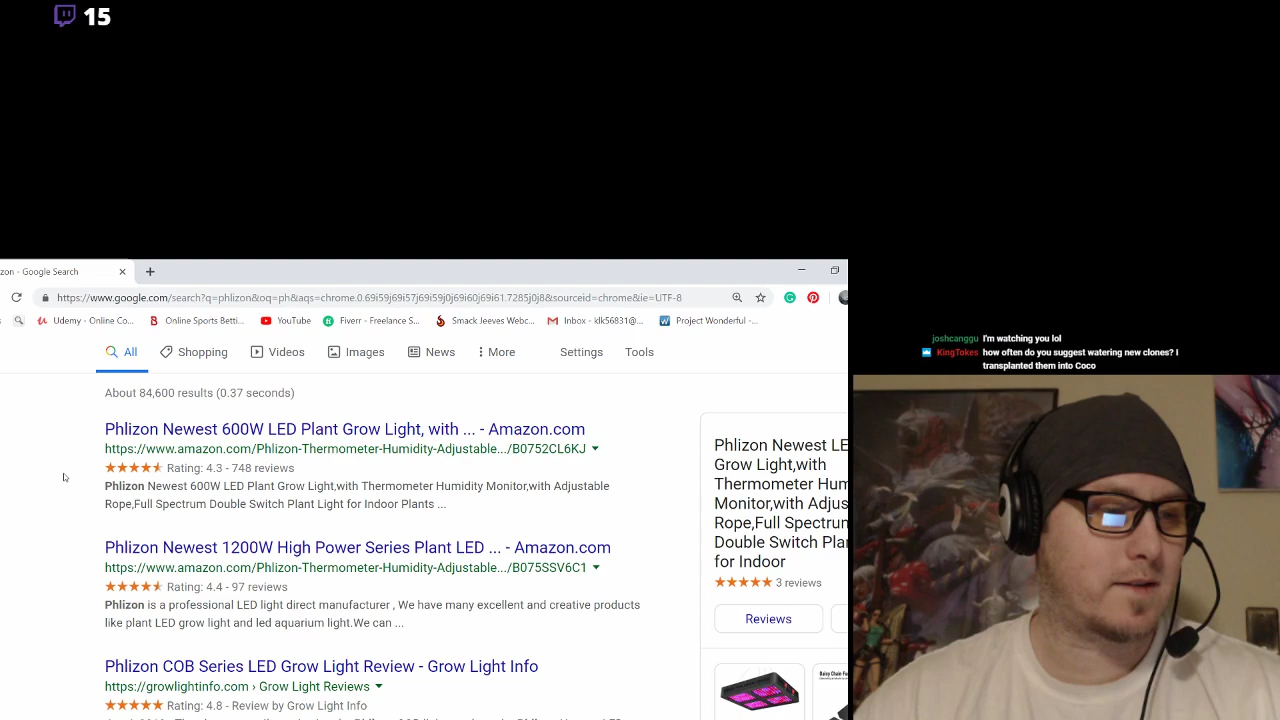 15
zon - Google Search
https://www.google.com/search?q=phlizon&oq=ph&aqs=chrome.0.69i59j69i57j69i59j0j69i60j69i61.7285j0j8&sourceid=chrome&ie=UTF-8
Udemy - Online Co... Online Sports Betti... YouTube Fiverr - Freelance S... Smack Jeeves Webc... Inbox - klk56831@... Project Wonderful -...
All Shopping Videos Images News More Settings Tools
About 84,600 results (0.37 seconds)
Phlizon Newest 600W LED Plant Grow Light, with ... - Amazon.com
https://www.amazon.com/Phlizon-Thermometer-Humidity-Adjustable.../B0752CL6KJ
Rating: 4.3 - 748 reviews
Phlizon Newest 600W LED Plant Grow Light,with Thermometer Humidity Monitor,with Adjustable
Rope,Full Spectrum Double Switch Plant Light for Indoor Plants ...
Phlizon Newest 1200W High Power Series Plant LED ... - Amazon.com
https://www.amazon.com/Phlizon-Thermometer-Humidity-Adjustable.../B075SSV6C1
Rating: 4.4 - 97 reviews
Phlizon is a professional LED light direct manufacturer , We have many excellent and creative products
like plant LED grow light and led aquarium light.We can ...
Phlizon COB Series LED Grow Light Review - Grow Light Info
https://growlightinfo.com › Grow Light Reviews
Rating: 4.8 - Review by Grow Light Info
Phlizon Newest LE
Grow Light,with
Thermometer Hum
Monitor,with Adjus
Rope,Full Spectrum
Double Switch Plan
for Indoor
3 reviews
Reviews
joshcanggu I'm watching you lol
KingTokes how often do you suggest watering new clones? I
transplanted them into Coco